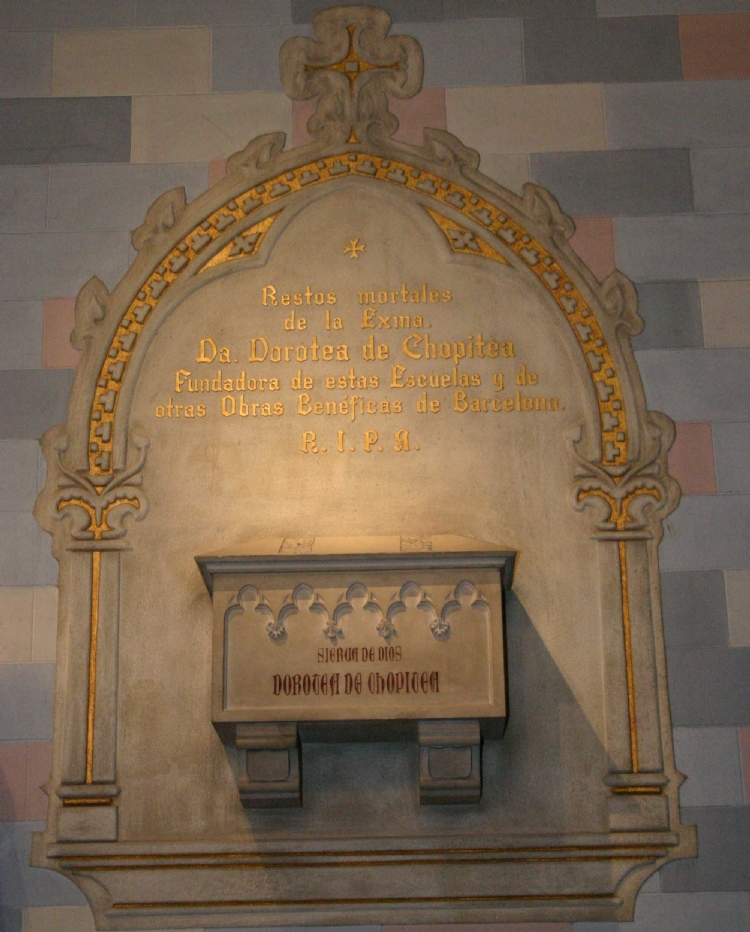 Restos mortales
de la Exma.
Da. Dorotea de Chopitea
Fundadora de estas Escuelas y de
otras Obras Benéficas de Barcelona.
R. I. P. A.
SIERVA DE DIOS
DOROTEA DE CHOPITEA